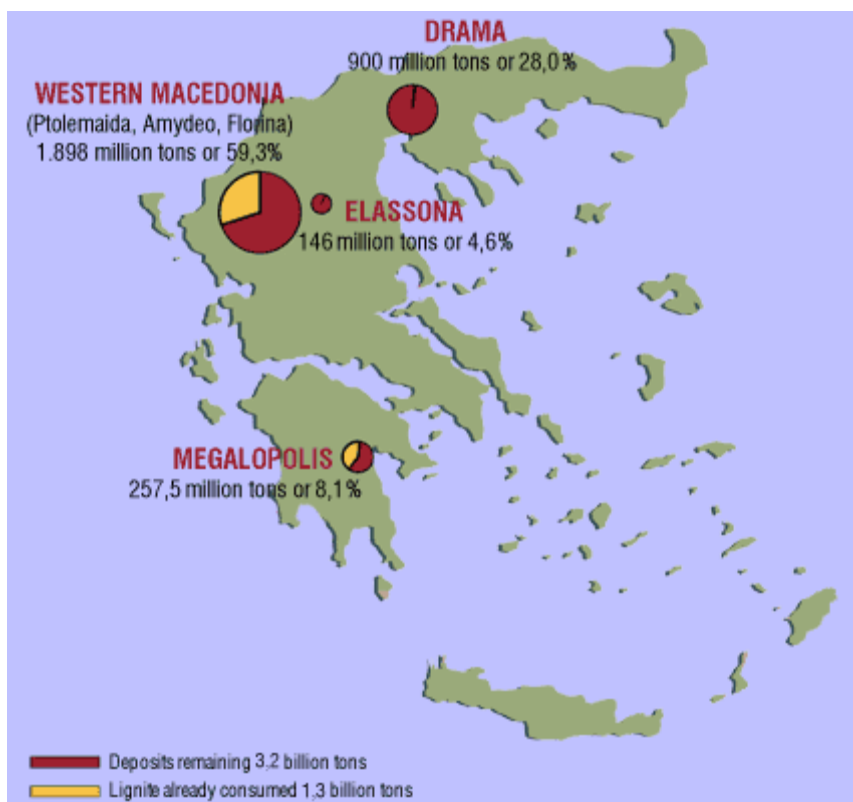 DRAMA
900 million tons or 28,0%
WESTERN MACEDONIA
(Ptolemaida, Amydeo, Florina)
1.898 million tons or 59,3%
ELASSONA
146 million tons or 4,6%
MEGALOPOLIS
257,5 million tons or 8,1%
Deposits remaining 3,2 billion tons
Lignite already consumed 1,3 billion tons